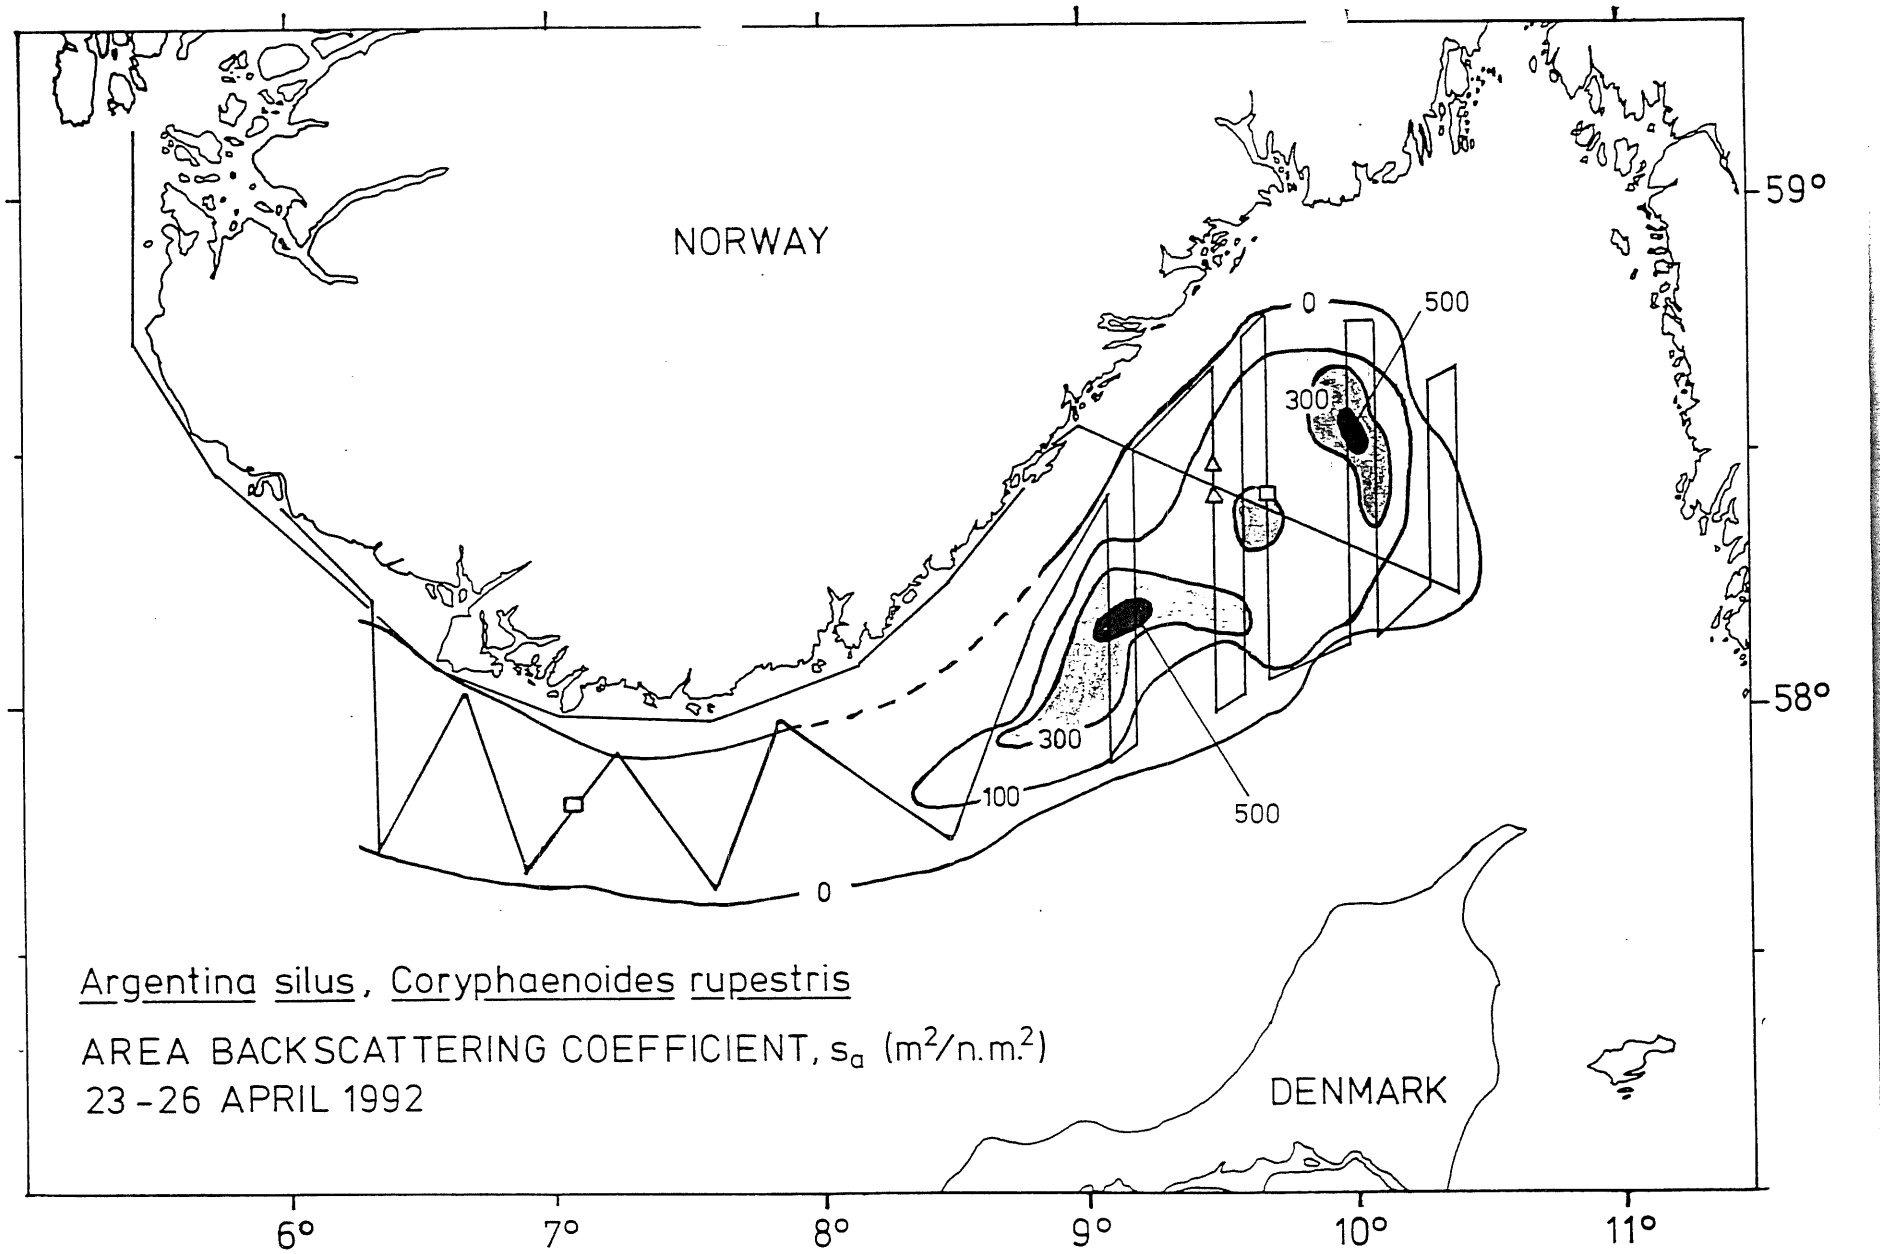 NORWAY
59°
0
500
300
58°
300
100
500
0
Argentina silus, Coryphaenoides rupestris
AREA BACKSCATTERING COEFFICIENT, sₐ (m²/n.m.²)
23-26 APRIL 1992
DENMARK
6° 7° 8° 9° 10° 11°